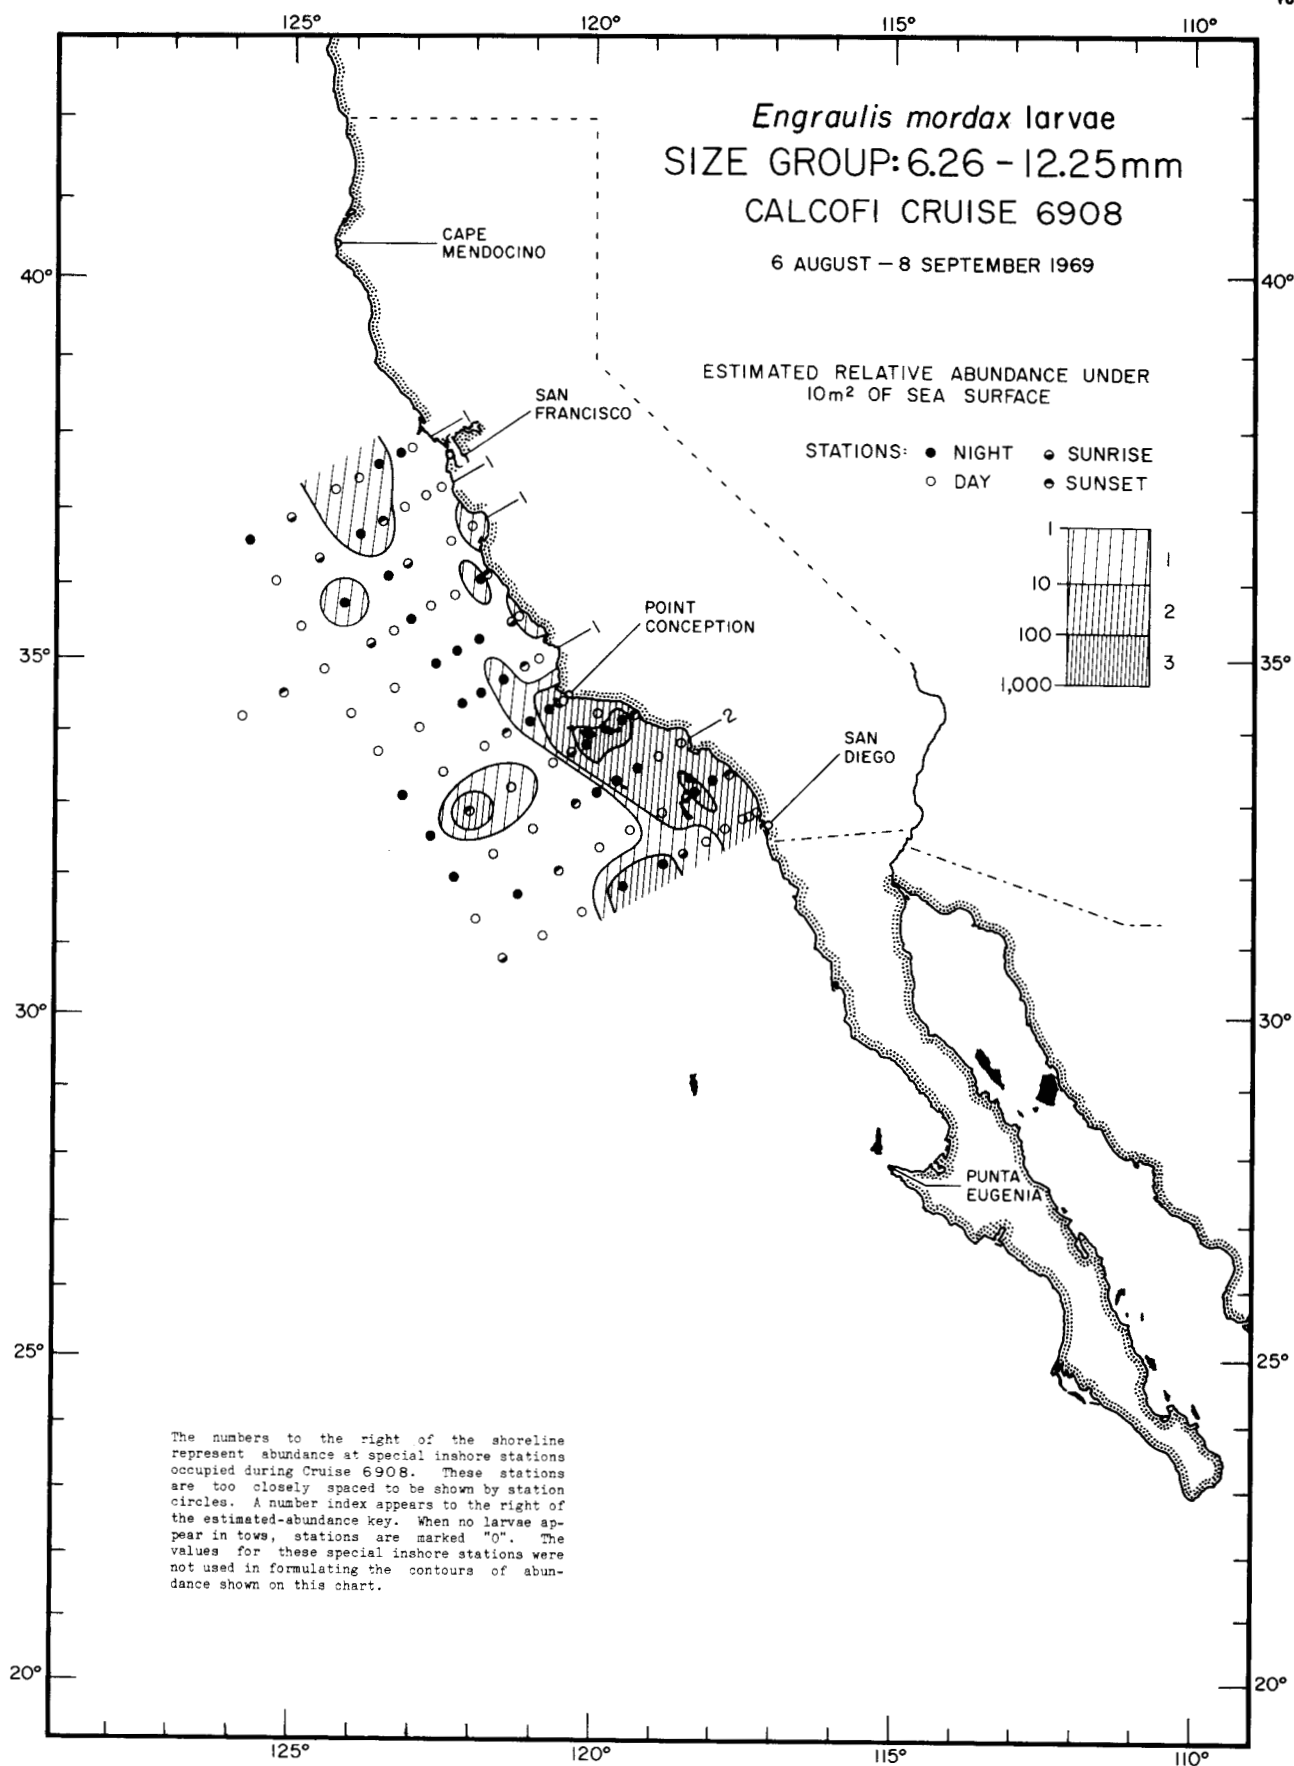 125° 120° 115° 110°
Engraulis mordax larvae
SIZE GROUP: 6.26 - 12.25mm
CALCOFI CRUISE 6908
6 AUGUST — 8 SEPTEMBER 1969
CAPE
MENDOCINO
40° 40°
ESTIMATED RELATIVE ABUNDANCE UNDER
10m² OF SEA SURFACE
SAN
FRANCISCO
1
STATIONS: NIGHT SUNRISE
DAY SUNSET
1
1
1
1
10
2
100
3
1,000
POINT
CONCEPTION
1
35° 35°
2
SAN
DIEGO
30° 30°
PUNTA
EUGENIA
25° 25°
The numbers to the right of the shoreline
represent abundance at special inshore stations
occupied during Cruise 6908. These stations
are too closely spaced to be shown by station
circles. A number index appears to the right of
the estimated-abundance key. When no larvae ap-
pear in tows, stations are marked "0". The
values for these special inshore stations were
not used in formulating the contours of abun-
dance shown on this chart.
20° 20°
125° 120° 115° 110°